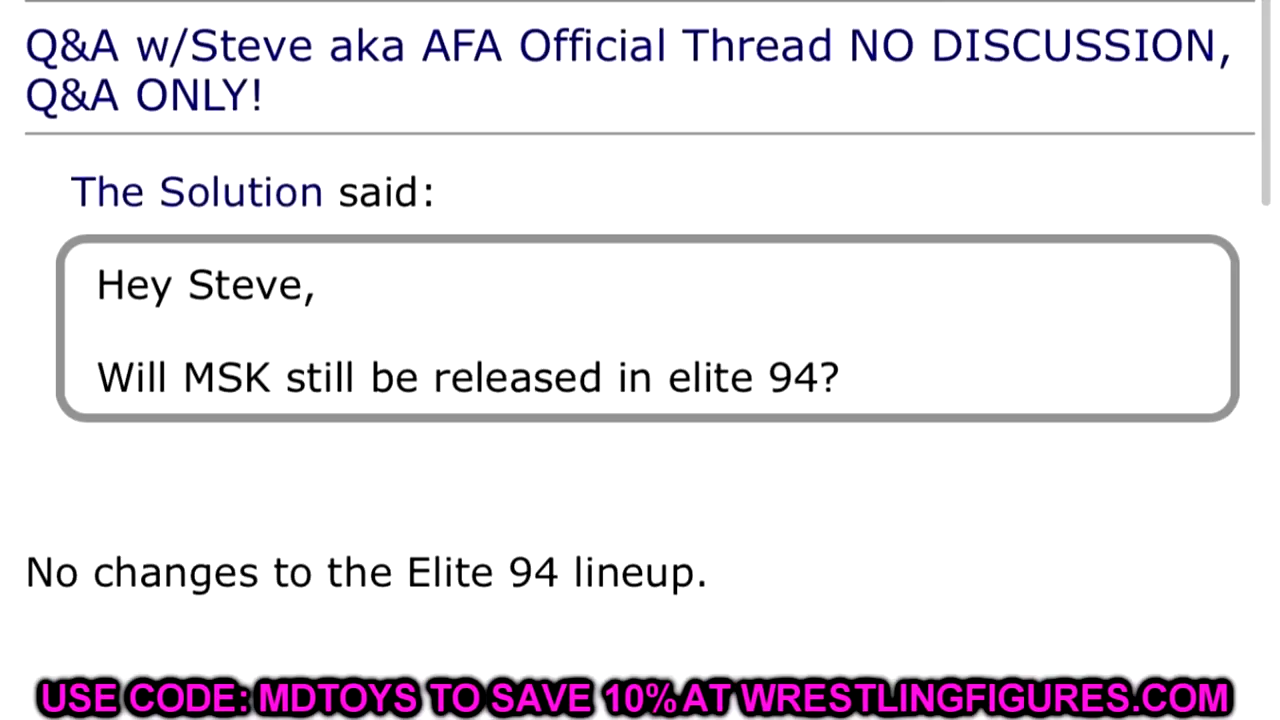 Q&A w/Steve aka AFA Official Thread NO DISCUSSION,
Q&A ONLY!
The Solution said:
Hey Steve,
Will MSK still be released in elite 94?
No changes to the Elite 94 lineup.
USE CODE: MDTOYS TO SAVE 10% AT WRESTLINGFIGURES.COM